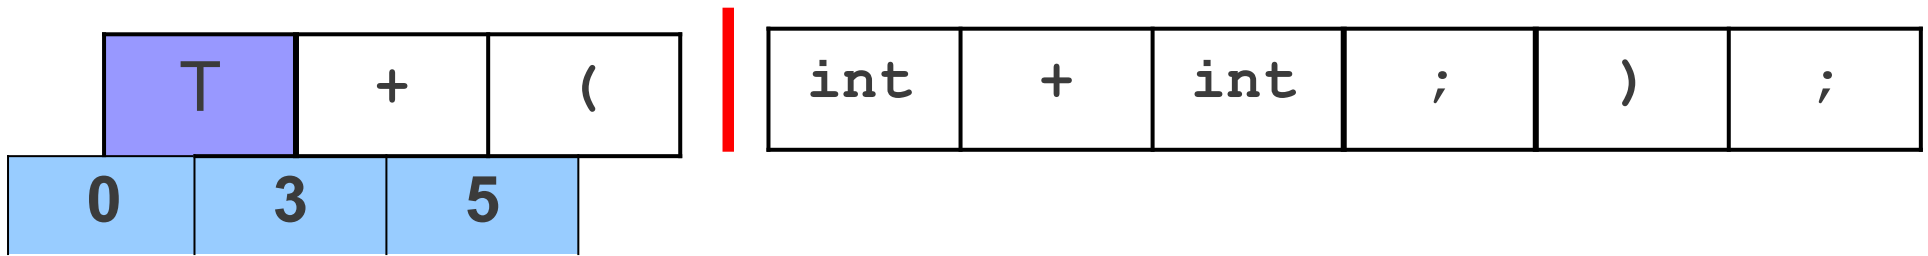 T + ( int + int ; ) ;
0 3 5